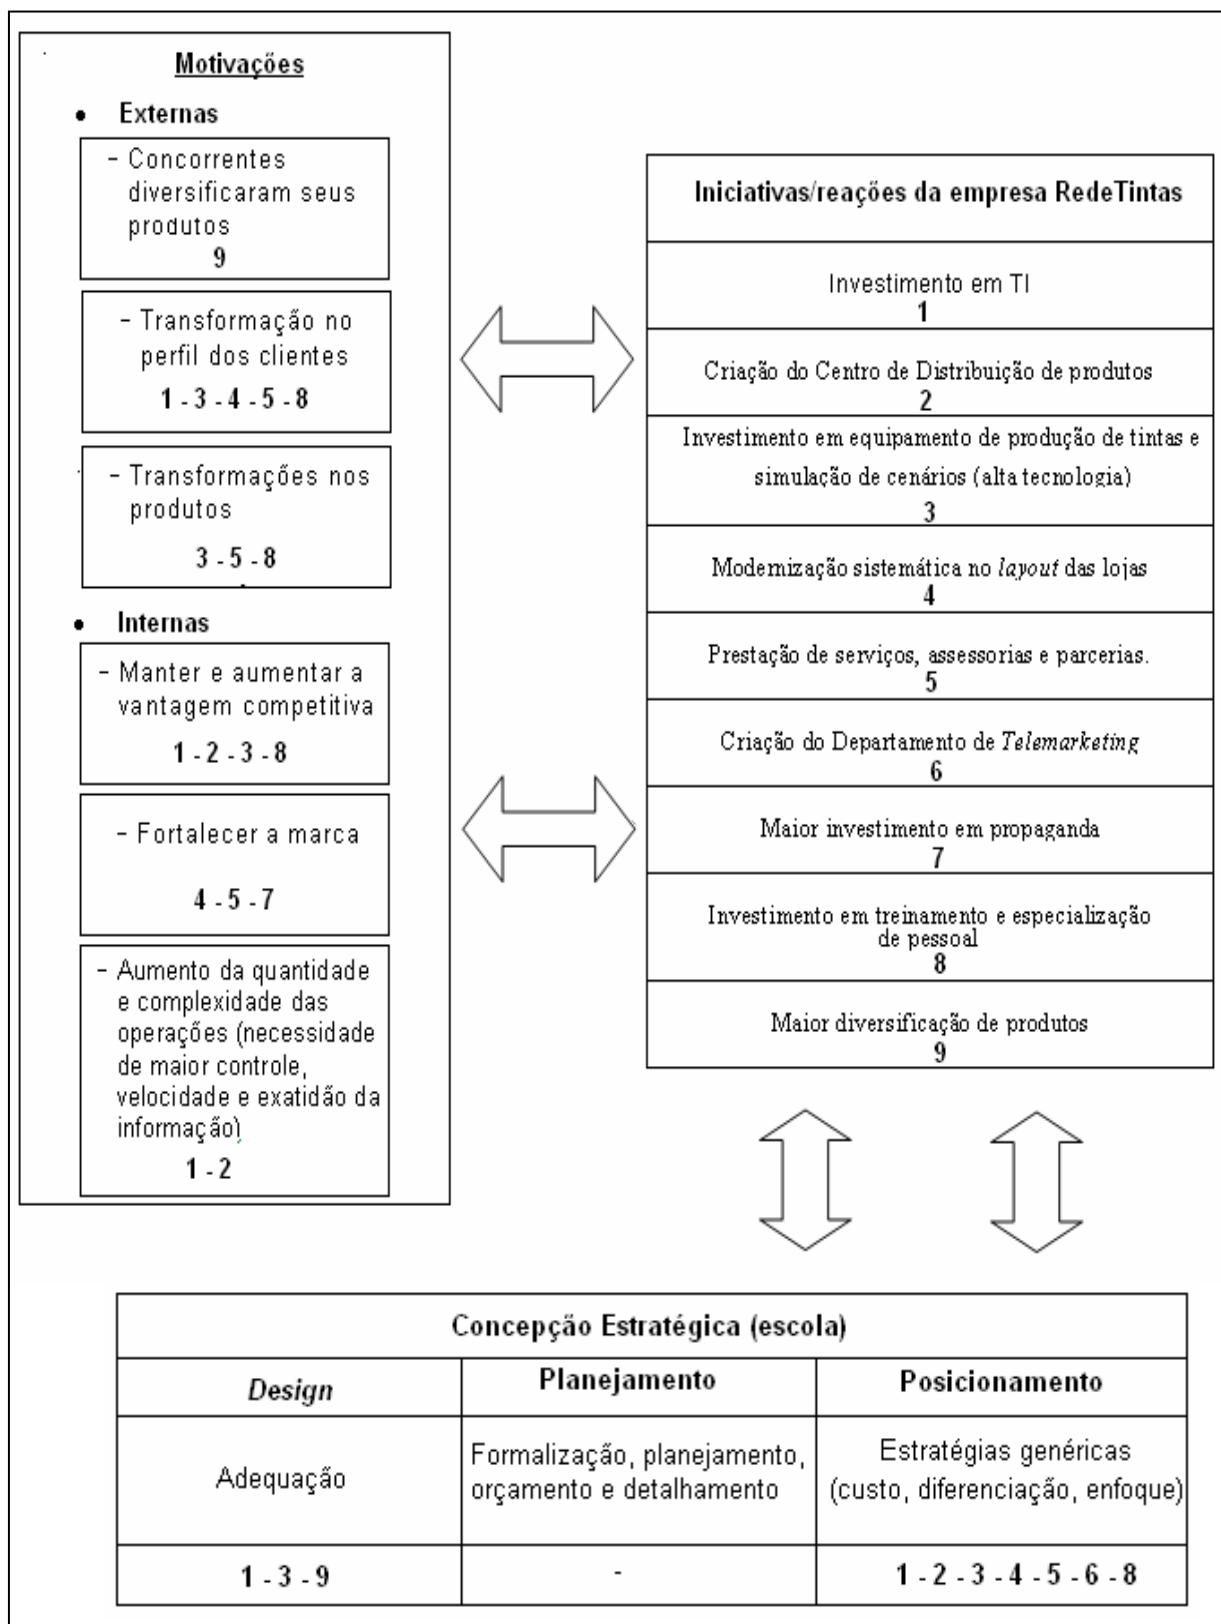 Motivações
• Externas
- Concorrentes
diversificaram seus
produtos
9
- Transformação no
perfil dos clientes
1 - 3 - 4 - 5 - 8
- Transformações nos
produtos
3 - 5 - 8
• Internas
- Manter e aumentar a
vantagem competitiva
1 - 2 - 3 - 8
- Fortalecer a marca
4 - 5 - 7
- Aumento da quantidade
e complexidade das
operações (necessidade
de maior controle,
velocidade e exatidão da
informação)
1 - 2
Iniciativas/reações da empresa RedeTintas
Investimento em TI
1
Criação do Centro de Distribuição de produtos
2
Investimento em equipamento de produção de tintas e
simulação de cenários (alta tecnologia)
3
Modernização sistemática no layout das lojas
4
Prestação de serviços, assessorias e parcerias.
5
Criação do Departamento de Telemarketing
6
Maior investimento em propaganda
7
Investimento em treinamento e especialização
de pessoal
8
Maior diversificação de produtos
9
Concepção Estratégica (escola)
Design
Planejamento
Posicionamento
Adequação
Formalização, planejamento,
orçamento e detalhamento
Estratégias genéricas
(custo, diferenciação, enfoque)
1 - 3 - 9
-
1 - 2 - 3 - 4 - 5 - 6 - 8